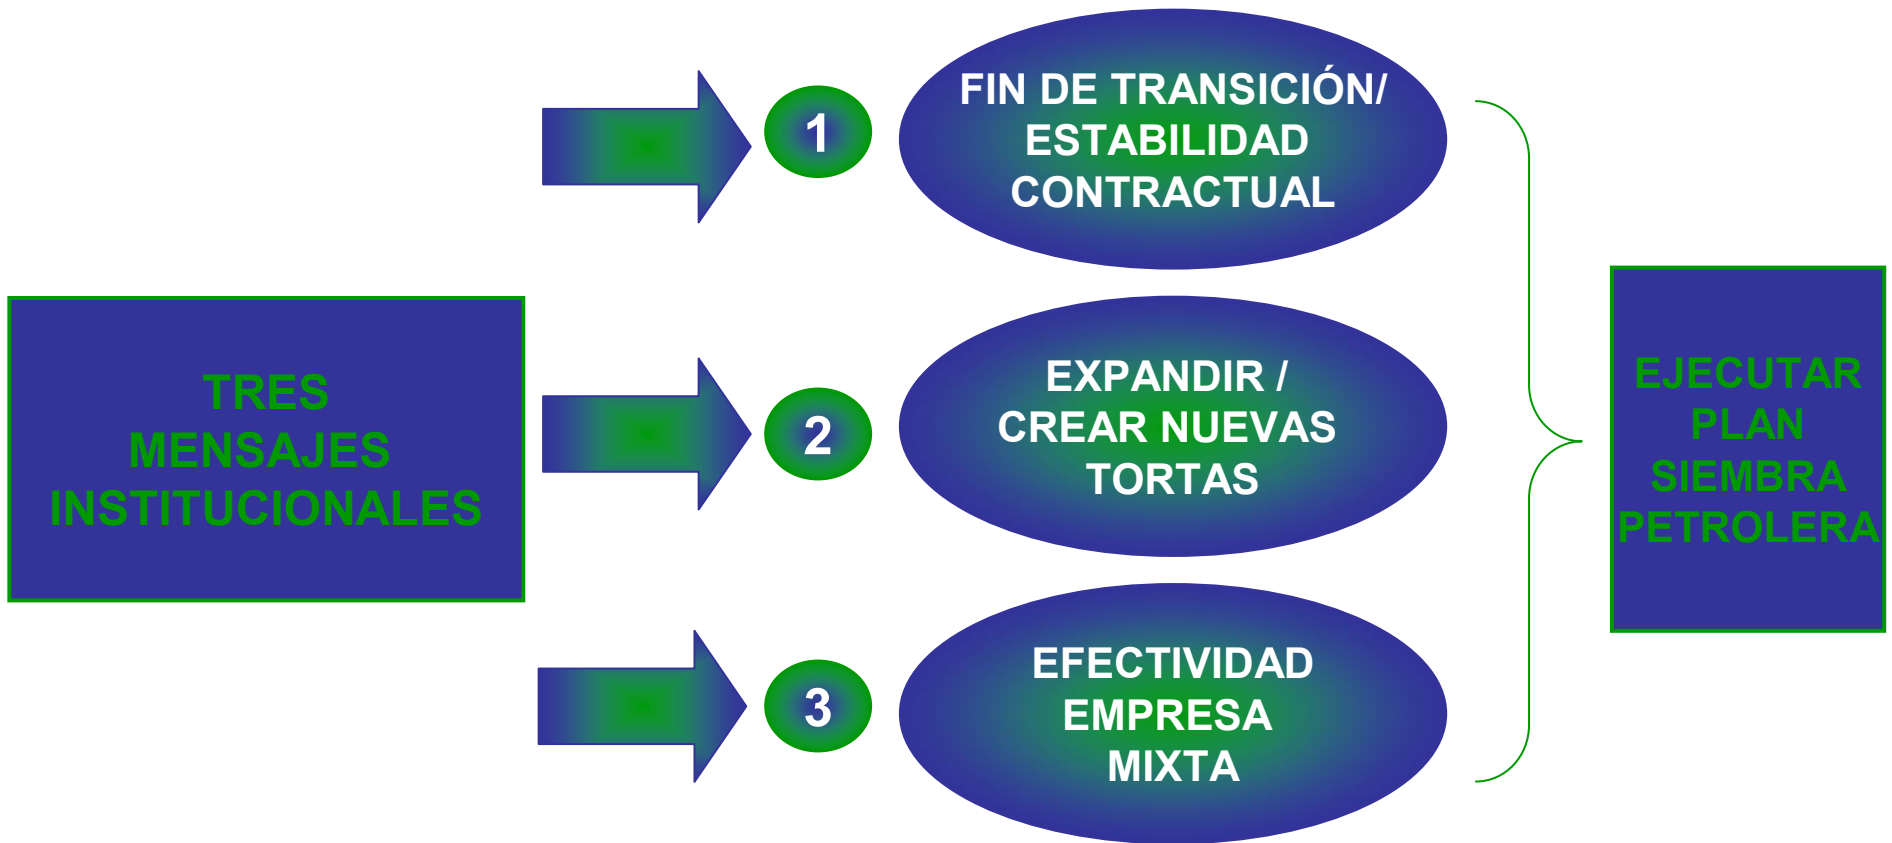 TRES
MENSAJES
INSTITUCIONALES
1
FIN DE TRANSICIÓN/
ESTABILIDAD
CONTRACTUAL
2
EXPANDIR /
CREAR NUEVAS
TORTAS
3
EFECTIVIDAD
EMPRESA
MIXTA
EJECUTAR
PLAN
SIEMBRA
PETROLERA